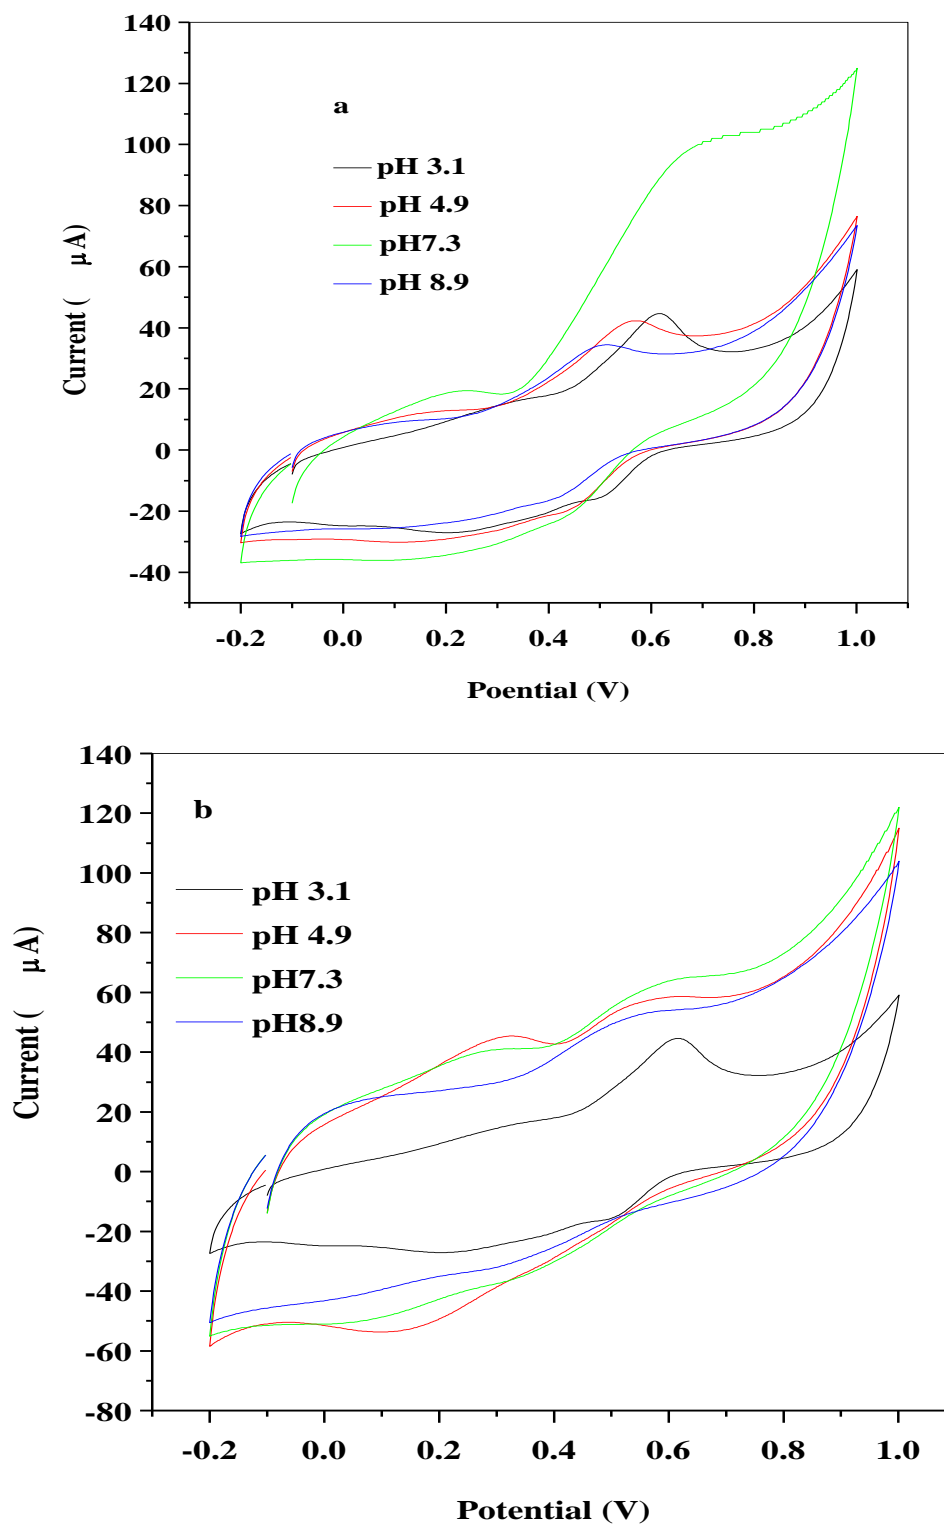 140
120
100
80
60
40
20
0
-20
-40
Current ( μA)
a
pH 3.1
pH 4.9
pH7.3
pH 8.9
-0.2 0.0 0.2 0.4 0.6 0.8 1.0
Poential (V)
140
120
100
80
60
40
20
0
-20
-40
-60
-80
Current ( μA)
b
pH 3.1
pH 4.9
pH7.3
pH8.9
-0.2 0.0 0.2 0.4 0.6 0.8 1.0
Potential (V)